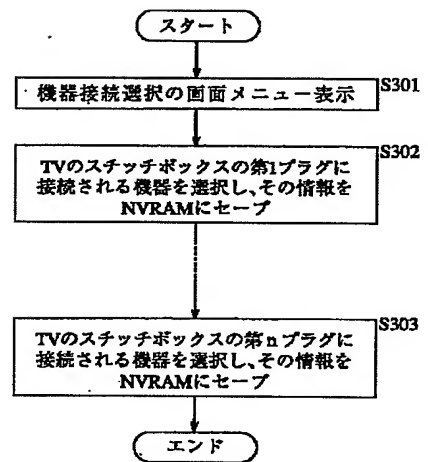 スタート
機器接続選択の画面メニュー表示
S301
TVのスチッチボックスの第1プラグに
接続される機器を選択し、その情報を
NVRAMにセーブ
S302
TVのスチッチボックスの第nプラグに
接続される機器を選択し、その情報を
NVRAMにセーブ
S303
エンド